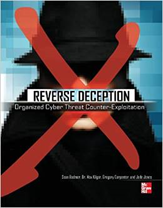 REVERSE DECEPTION
Organized Cyber Threat Counter-Exploitation
Sean Bodmer, Dr. Max Kilger, Gregory Carpenter and Jade Jones